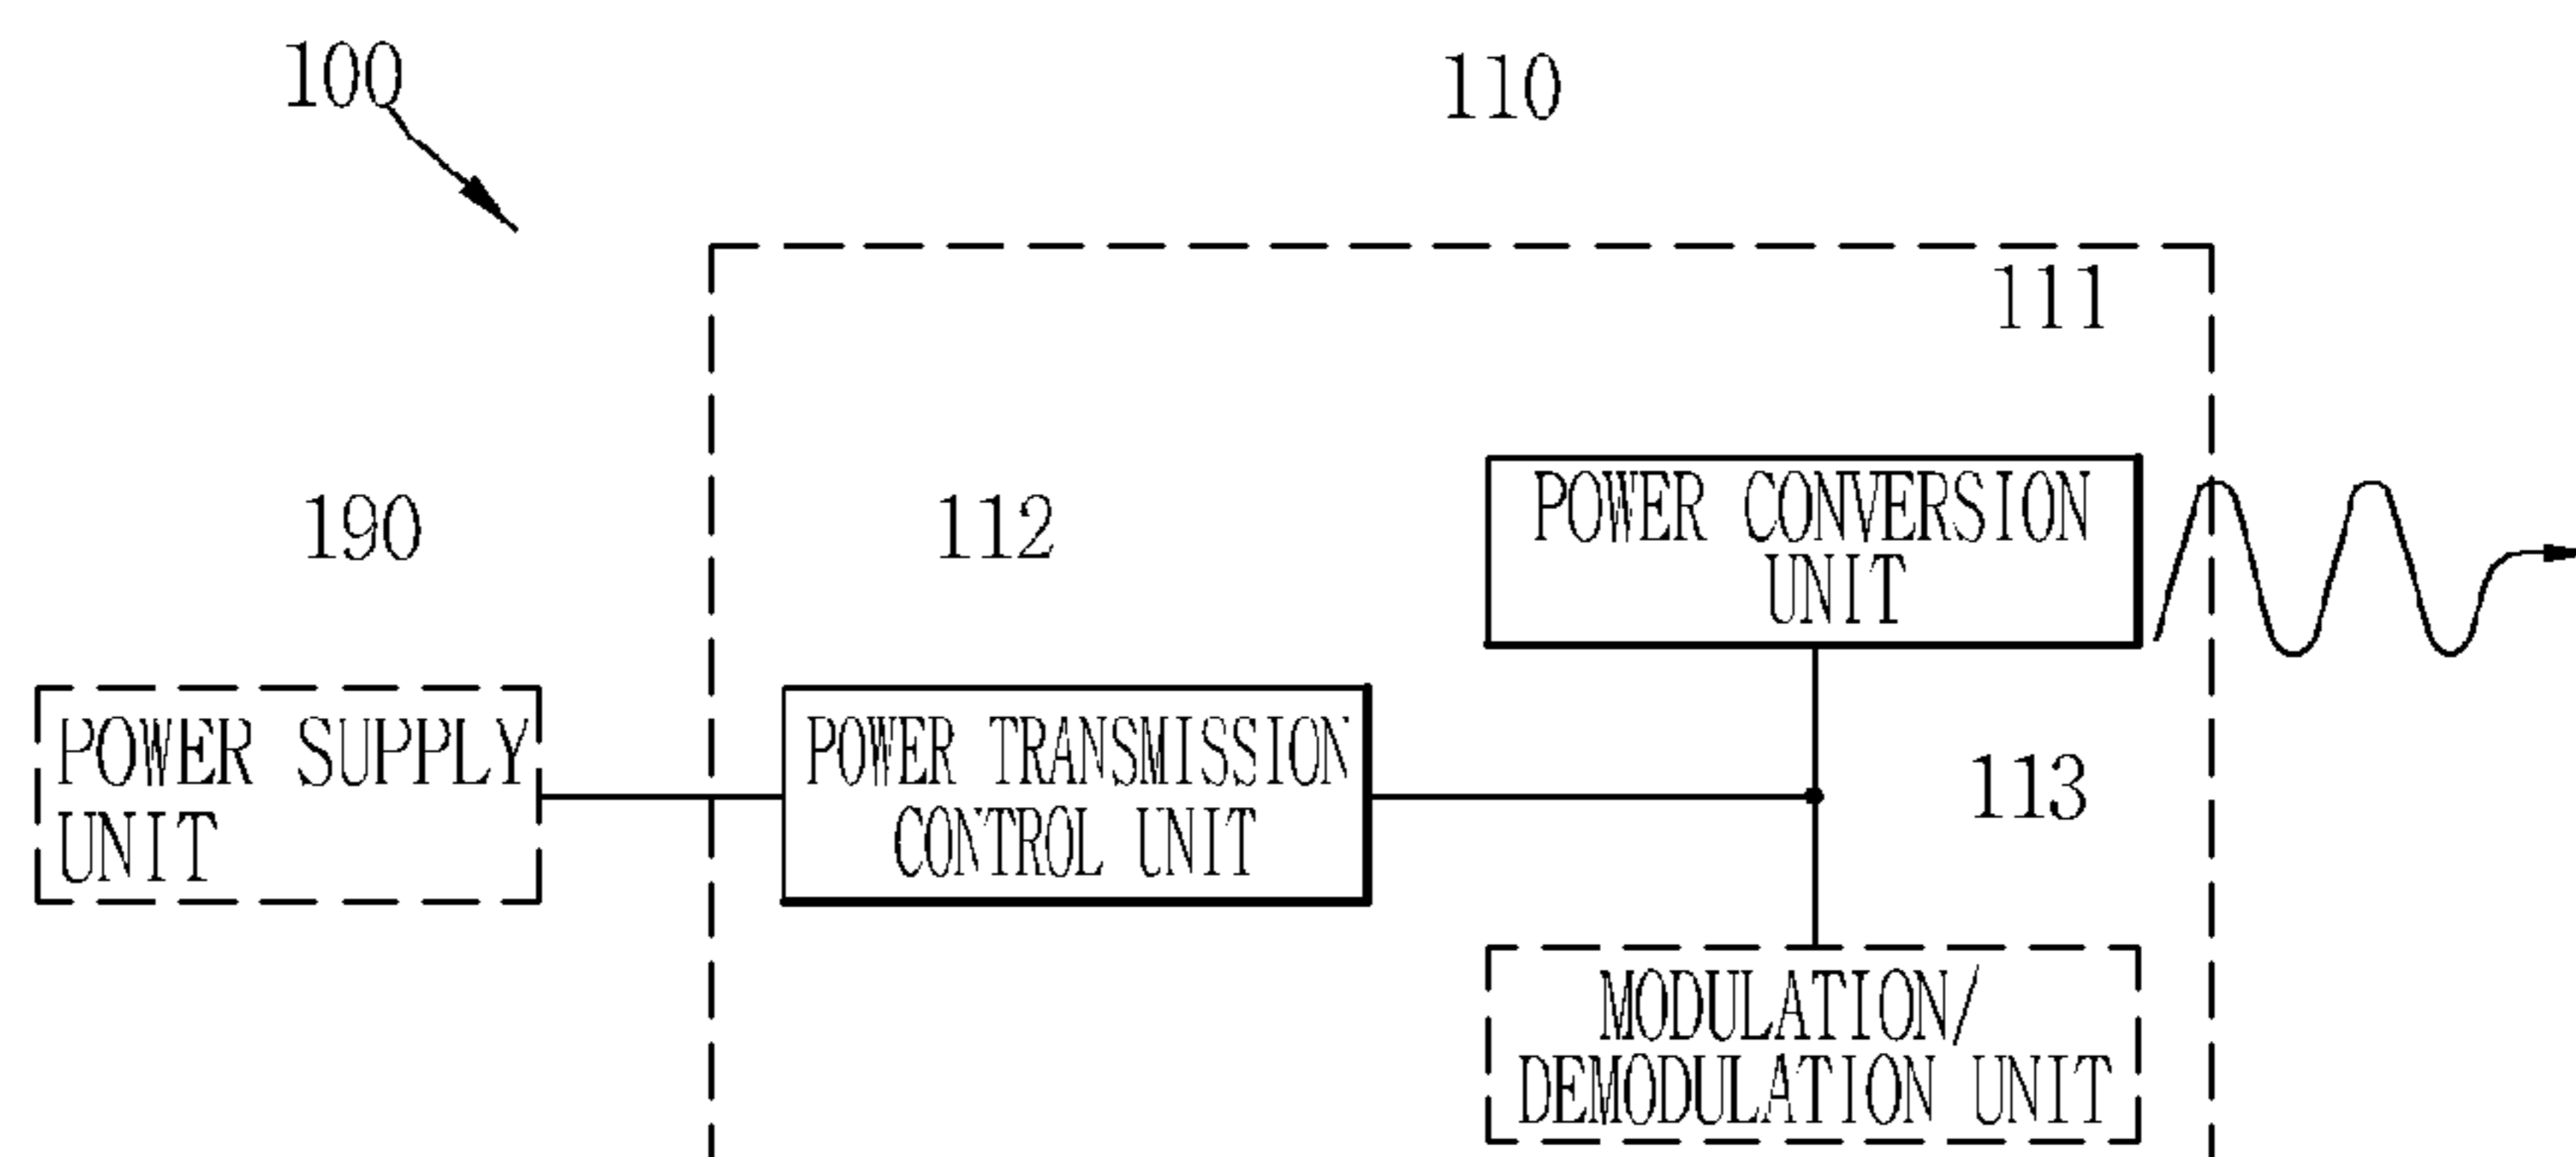 100
110
111
POWER CONVERSION
UNIT
190
112
POWER SUPPLY
UNIT
POWER TRANSMISSION
CONTROL UNIT
113
MODULATION/
DEMODULATION UNIT